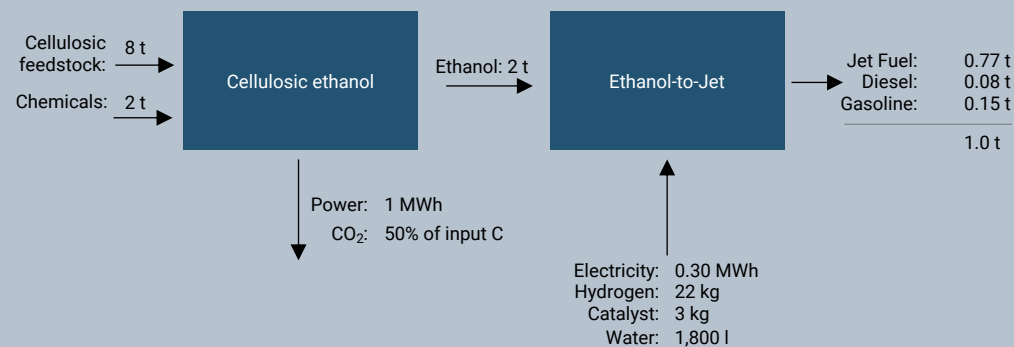 Cellulosic
feedstock: 8 t
Chemicals: 2 t
Cellulosic ethanol
Ethanol: 2 t
Ethanol-to-Jet
Jet Fuel: 0.77 t
Diesel: 0.08 t
Gasoline: 0.15 t
1.0 t
Power: 1 MWh
CO₂: 50% of input C
Electricity: 0.30 MWh
Hydrogen: 22 kg
Catalyst: 3 kg
Water: 1,800 l